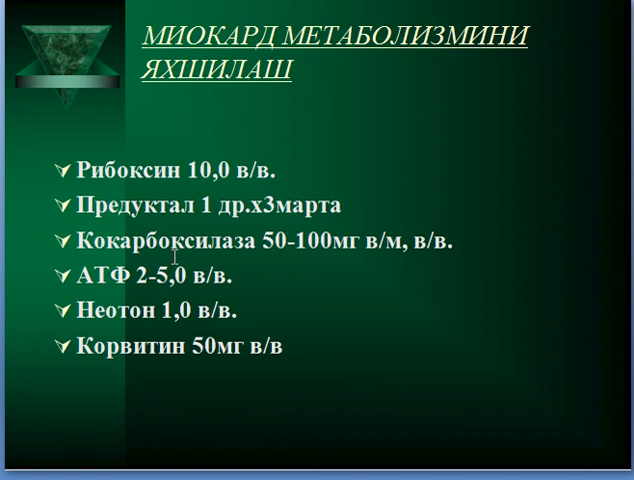 МИОКАРД МЕТАБОЛИЗМИНИ
ЯХШИЛАШ
Рибоксин 10,0 в/в.
Предуктал 1 др.х3марта
Кокарбоксилаза 50-100мг в/м, в/в.
АТФ 2-5,0 в/в.
Неотон 1,0 в/в.
Корвитин 50мг в/в